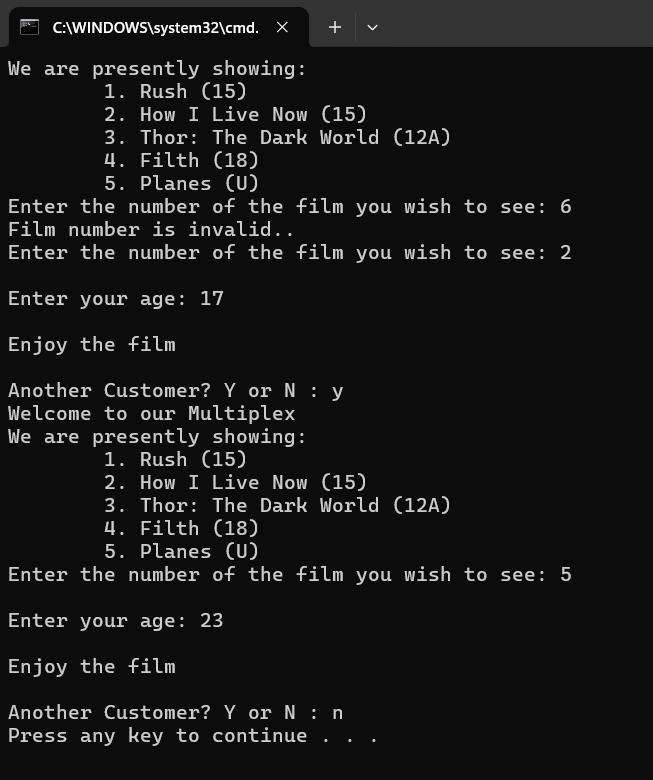 C:\WINDOWS\system32\cmd.
We are presently showing:
        1. Rush (15)
        2. How I Live Now (15)
        3. Thor: The Dark World (12A)
        4. Filth (18)
        5. Planes (U)
Enter the number of the film you wish to see: 6
Film number is invalid..
Enter the number of the film you wish to see: 2
Enter your age: 17
Enjoy the film
Another Customer? Y or N : y
Welcome to our Multiplex
We are presently showing:
        1. Rush (15)
        2. How I Live Now (15)
        3. Thor: The Dark World (12A)
        4. Filth (18)
        5. Planes (U)
Enter the number of the film you wish to see: 5
Enter your age: 23
Enjoy the film
Another Customer? Y or N : n
Press any key to continue . . .